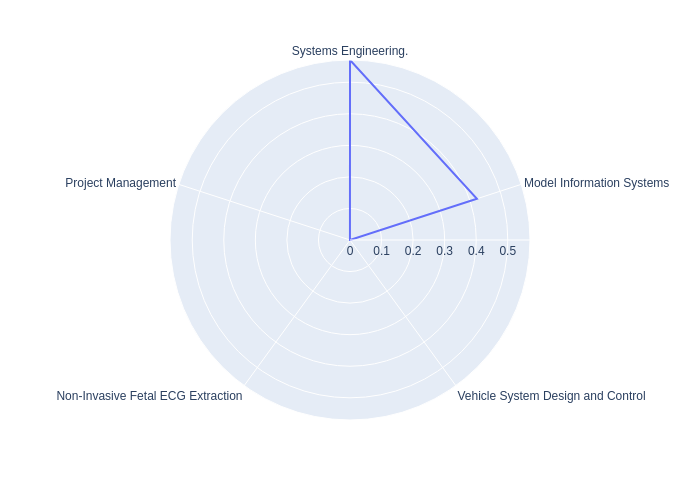 Systems Engineering.
Project Management
Model Information Systems
0 0.1 0.2 0.3 0.4 0.5
Non-Invasive Fetal ECG Extraction
Vehicle System Design and Control